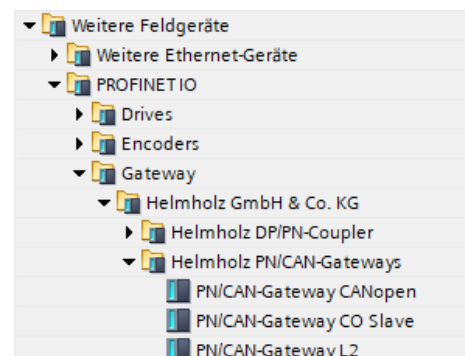 Weitere Feldgeräte
Weitere Ethernet-Geräte
PROFINET IO
Drives
Encoders
Gateway
Helmholz GmbH & Co. KG
Helmholz DP/PN-Coupler
Helmholz PN/CAN-Gateways
PN/CAN-Gateway CANopen
PN/CAN-Gateway CO Slave
PN/CAN-Gateway L2